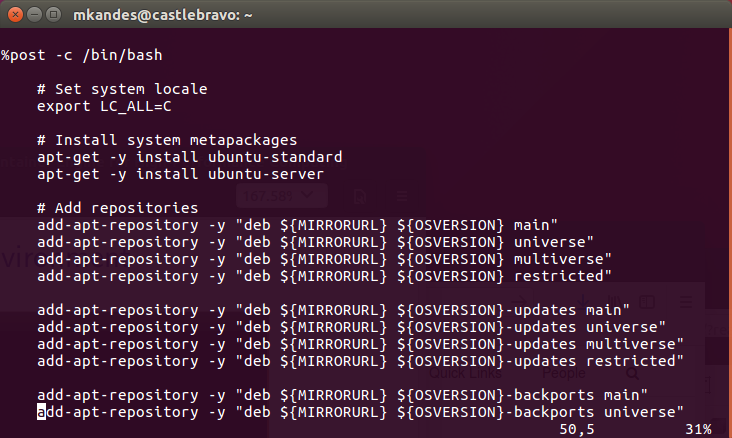 mkandes@castlebravo: ~
%post -c /bin/bash
# Set system locale
export LC_ALL=C
# Install system metapackages
apt-get -y install ubuntu-standard
apt-get -y install ubuntu-server
# Add repositories
add-apt-repository -y "deb ${MIRRORURL} ${OSVERSION} main"
add-apt-repository -y "deb ${MIRRORURL} ${OSVERSION} universe"
add-apt-repository -y "deb ${MIRRORURL} ${OSVERSION} multiverse"
add-apt-repository -y "deb ${MIRRORURL} ${OSVERSION} restricted"
add-apt-repository -y "deb ${MIRRORURL} ${OSVERSION}-updates main"
add-apt-repository -y "deb ${MIRRORURL} ${OSVERSION}-updates universe"
add-apt-repository -y "deb ${MIRRORURL} ${OSVERSION}-updates multiverse"
add-apt-repository -y "deb ${MIRRORURL} ${OSVERSION}-updates restricted"
Quick Links People
add-apt-repository -y "deb ${MIRRORURL} ${OSVERSION}-backports main"
add-apt-repository -y "deb ${MIRRORURL} ${OSVERSION}-backports universe"
50,5 31%